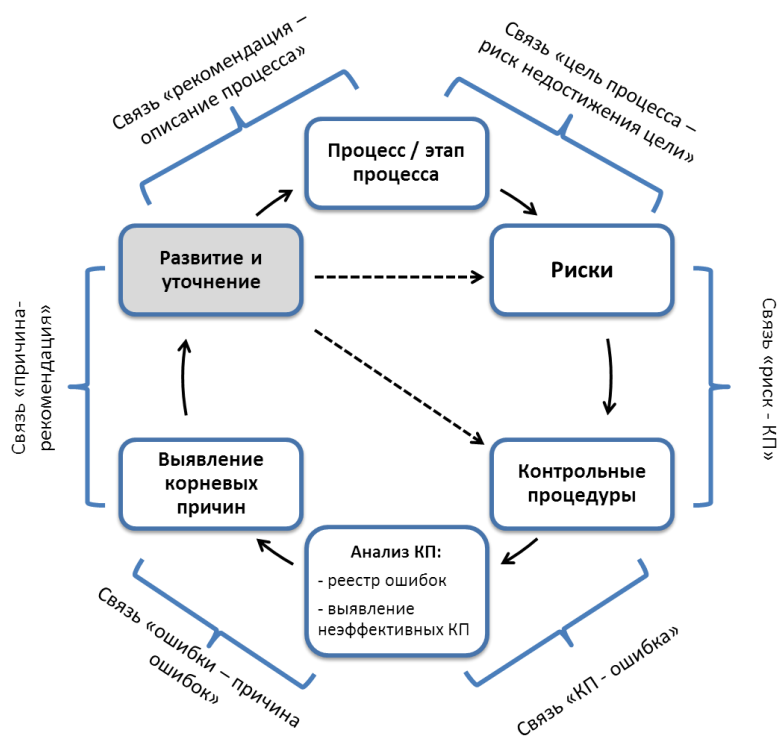 Связь «рекомендация –
описание процесса»
Связь «цель процесса –
риск недостижения цели»
Процесс / этап
процесса
Развитие и
уточнение
Риски
Связь «причина-
рекомендация»
Связь «риск - КП»
Выявление
корневых
причин
Контрольные
процедуры
Анализ КП:
- реестр ошибок
- выявление
неэффективных КП
Связь «ошибки – причина
ошибок»
Связь «КП - ошибка»